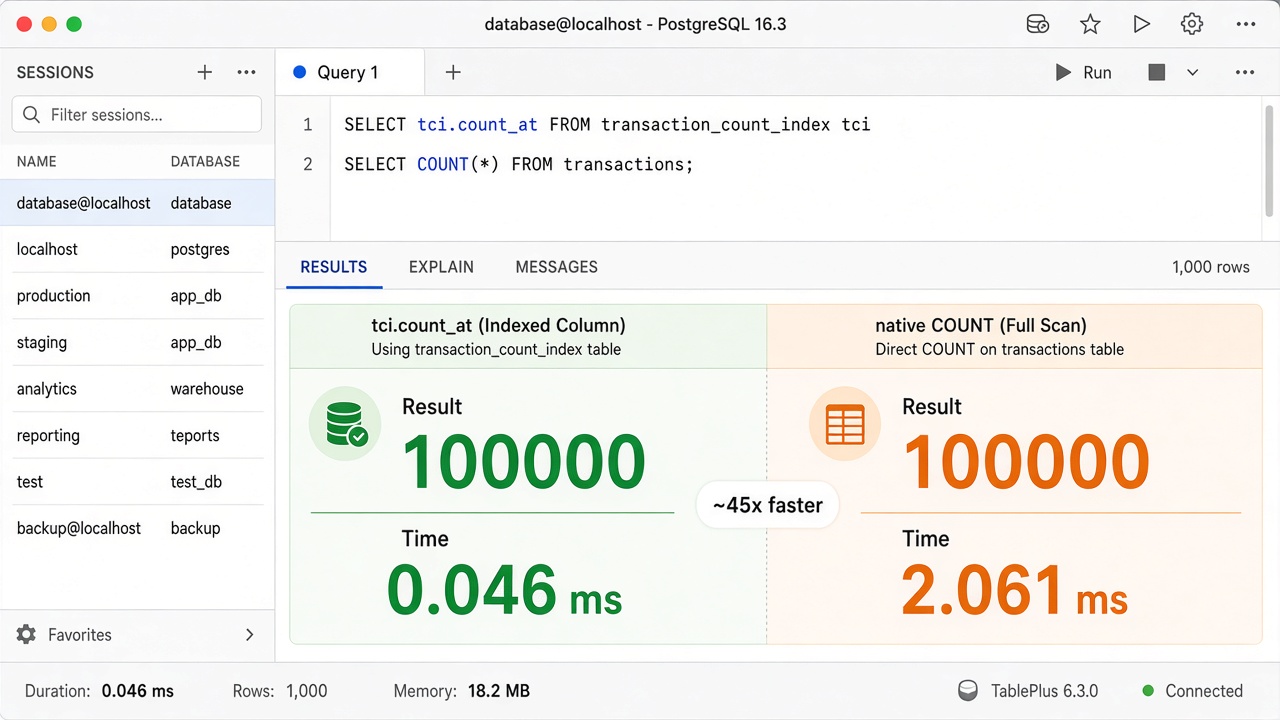 database@localhost - PostgreSQL 16.3
SESSIONS
Filter sessions...
NAME DATABASE
database@localhost database
localhost postgres
production app_db
staging app_db
analytics warehouse
reporting teports
test test_db
backup@localhost backup
Favorites
Query 1
Run
1 SELECT tci.count_at FROM transaction_count_index tci
2 SELECT COUNT(*) FROM transactions;
RESULTS EXPLAIN MESSAGES 1,000 rows
tci.count_at (Indexed Column)
Using transaction_count_index table
Result
100000
Time
0.046 ms
~45x faster
native COUNT (Full Scan)
Direct COUNT on transactions table
Result
100000
Time
2.061 ms
Duration: 0.046 ms Rows: 1,000 Memory: 18.2 MB TablePlus 6.3.0 Connected